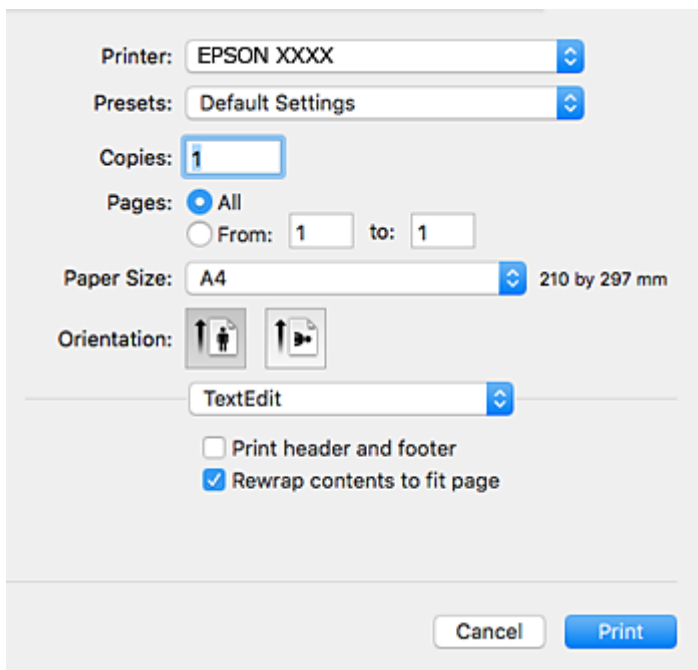 Printer: EPSON XXXX
Presets: Default Settings
Copies: 1
Pages: All
From: 1 to: 1
Paper Size: A4 210 by 297 mm
Orientation:
TextEdit
Print header and footer
Rewrap contents to fit page
Cancel Print